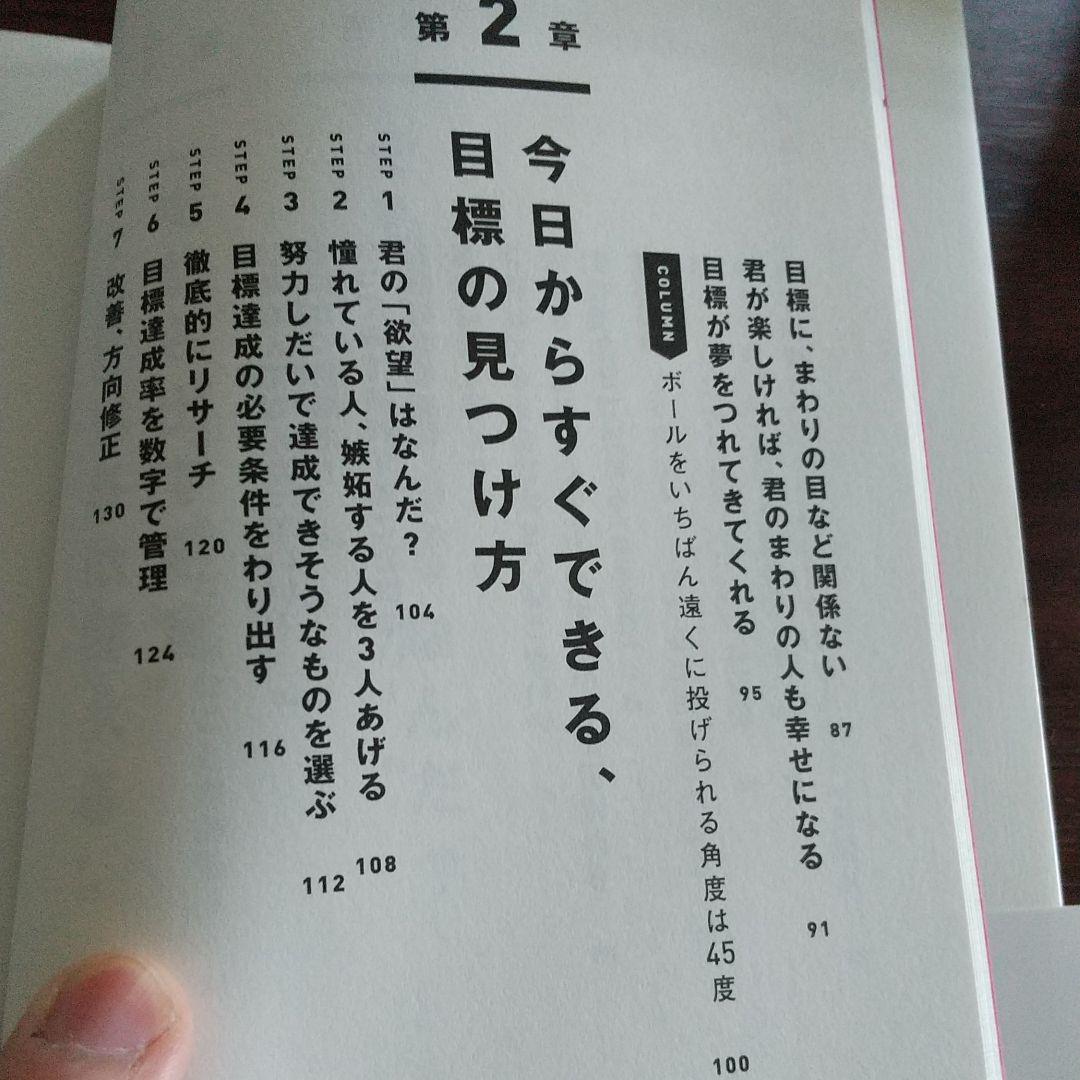 目標に、まわりの目など関係ない 87
君が楽しければ、君のまわりの人も幸せになる 91
目標が夢をつれてきてくれる 95
COLUMN ボールをいちばん遠くに投げられる角度は45度 100
第2章
今日からすぐできる、
目標の見つけ方
STEP 1 君の「欲望」はなんだ? 104
STEP 2 憧れている人、嫉妬する人を3人あげる 108
STEP 3 努力しだいで達成できそうなものを選ぶ 112
STEP 4 目標達成の必要条件をわり出す 116
STEP 5 徹底的にリサーチ 120
STEP 6 目標達成率を数字で管理 124
STEP 7 改善、方向修正 130